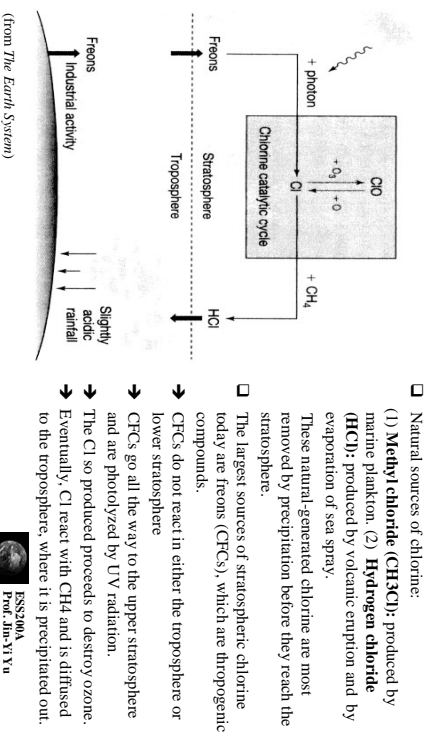 ClO
+ O3
+ O
Cl
Chlorine catalytic cycle
+ photon
+ CH4
Freons
HCl
Stratosphere
Troposphere
Freons
Industrial activity
Slightly
acidic
rainfall
(from The Earth System)
❑ Natural sources of chlorine:
(1) Methyl chloride (CH3Cl); produced by
marine plankton. (2) Hydrogen chloride
(HCl); produced by volcanic eruption and by
evaporation of sea spray.
These natural-generated chlorine are most
removed by precipitation before they reach the
stratosphere.
❑ The largest sources of stratospheric chlorine
today are freons (CFCs), which are thropogenic
compounds.
➔ CFCs do not react in either the troposphere or
lower stratosphere
➔ CFCs go all the way to the upper stratosphere
and are photolyzed by UV radiation.
➔ The Cl so produced proceeds to destroy ozone.
➔ Eventually, Cl react with CH4 and is diffused
to the troposphere, where it is precipitated out.
ESS200A
Prof. Jin-Yi Yu